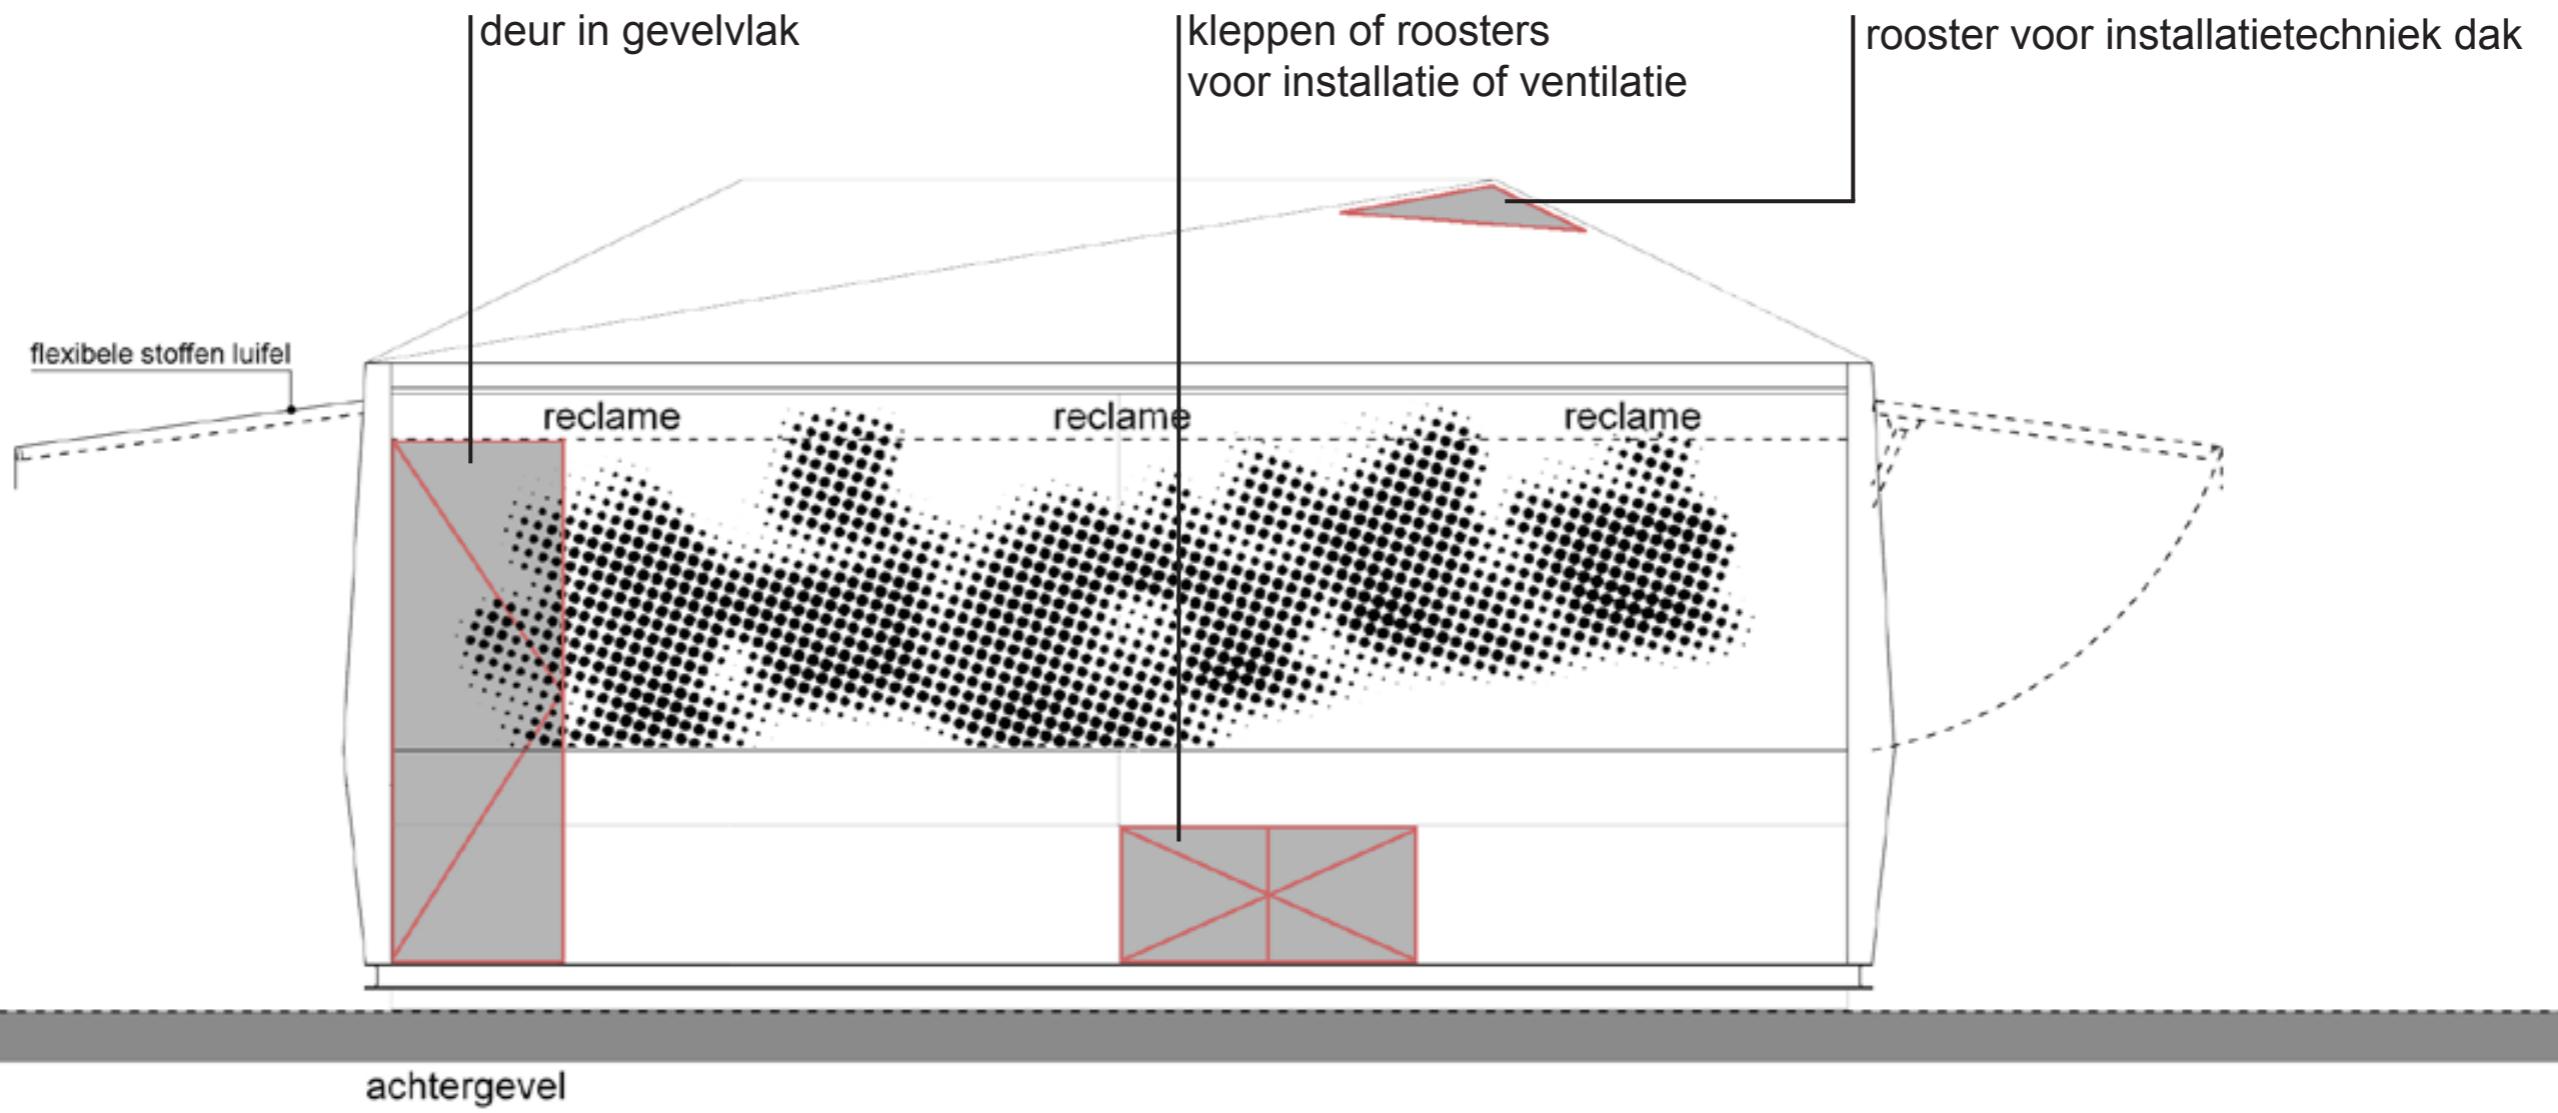 deur in gevelvlak
kleppen of roosters
voor installatie of ventilatie
rooster voor installatietechniek dak
flexibele stoffen luifel
reclame
reclame
reclame
achtergevel